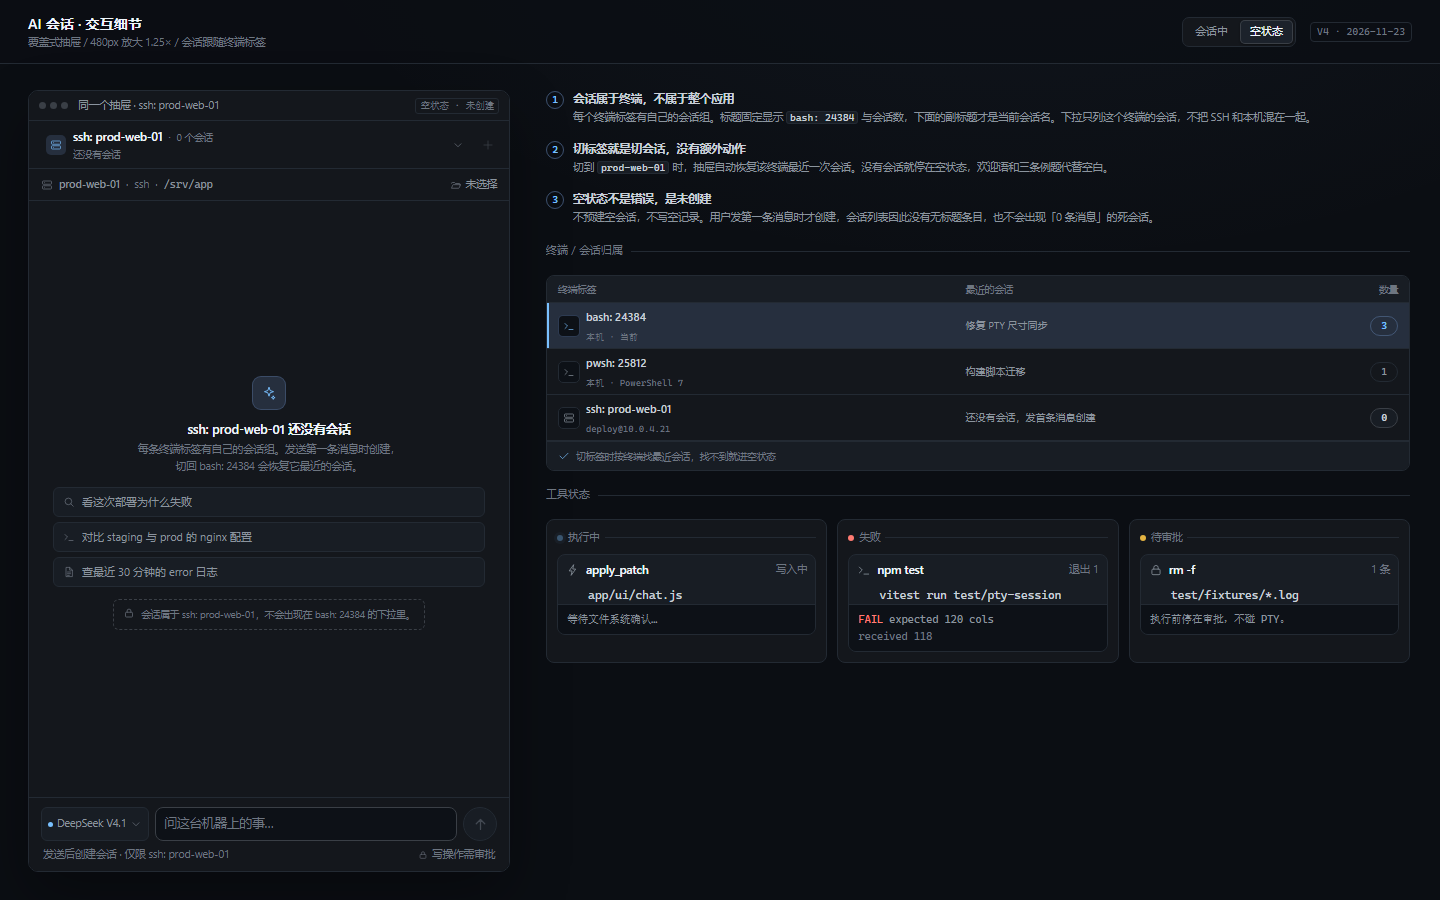 AI 会话 · 交互细节
覆盖式抽屉 / 480px 放大 1.25× / 会话跟随终端标签
会话中
空状态
V4 · 2026-11-23
同一个抽屉 · ssh: prod-web-01
空状态 · 未创建
ssh: prod-web-01 · 0 个会话
还没有会话
prod-web-01 · ssh · /srv/app
未选择
ssh: prod-web-01 还没有会话
每条终端标签有自己的会话组。发送第一条消息时创建，
切回 bash: 24384 会恢复它最近的会话。
看这次部署为什么失败
对比 staging 与 prod 的 nginx 配置
查最近 30 分钟的 error 日志
会话属于 ssh: prod-web-01，不会出现在 bash: 24384 的下拉里。
DeepSeek V4.1
问这台机器上的事…
发送后创建会话 · 仅限 ssh: prod-web-01
写操作需审批
1 会话属于终端，不属于整个应用
每个终端标签有自己的会话组。标题固定显示 bash: 24384 与会话数，下面的副标题才是当前会话名。下拉只列这个终端的会话，不把 SSH 和本机混在一起。
2 切标签就是切会话，没有额外动作
切到 prod-web-01 时，抽屉自动恢复该终端最近一次会话。没有会话就停在空状态，欢迎语和三条例题代替空白。
3 空状态不是错误，是未创建
不预建空会话，不写空记录。用户发第一条消息时才创建，会话列表因此没有无标题条目，也不会出现「0 条消息」的死会话。
终端 / 会话归属
终端标签
最近的会话
数量
bash: 24384
本机 · 当前
修复 PTY 尺寸同步
3
pwsh: 25812
本机 · PowerShell 7
构建脚本迁移
1
ssh: prod-web-01
deploy@10.0.4.21
还没有会话，发首条消息创建
0
切标签时按终端找最近会话，找不到就进空状态
工具状态
执行中
apply_patch
写入中
app/ui/chat.js
等待文件系统确认…
失败
npm test
退出 1
vitest run test/pty-session
FAIL expected 120 cols
received 118
待审批
rm -f
1 条
test/fixtures/*.log
执行前停在审批，不碰 PTY。